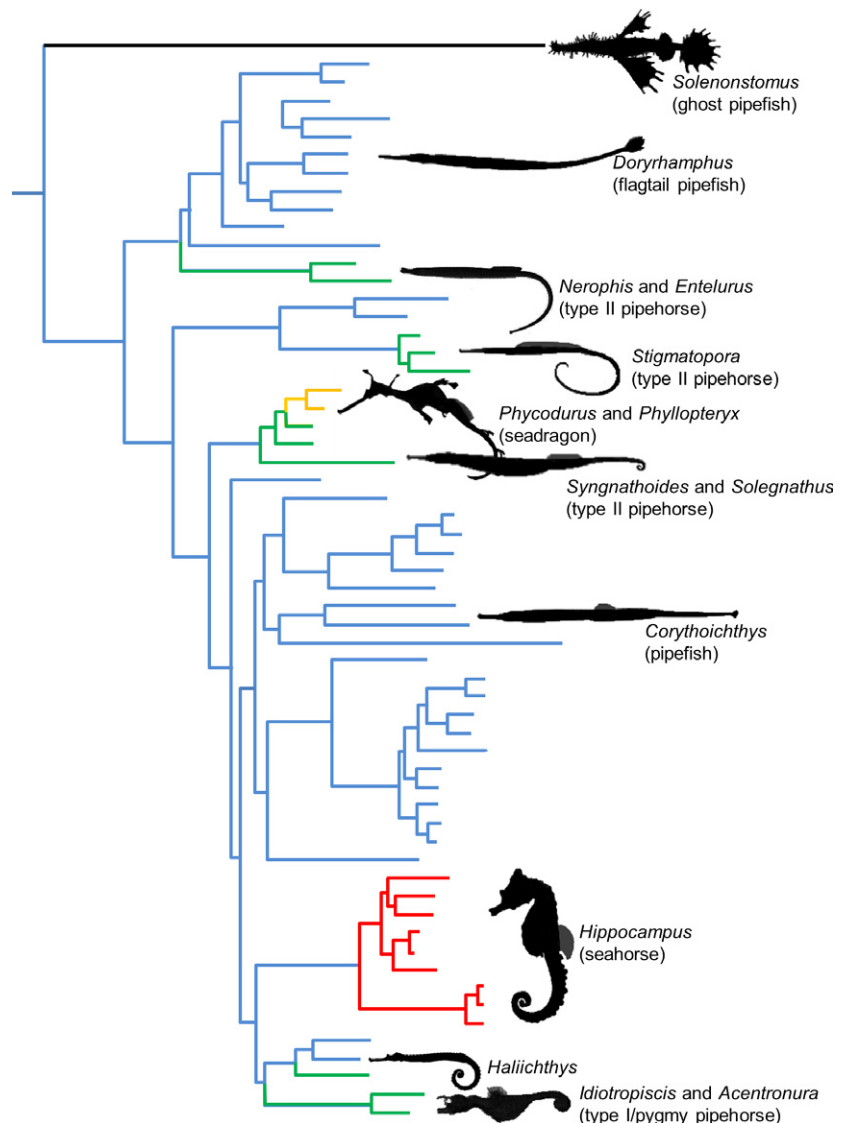 Solenonstomus
(ghost pipefish)
Doryrhamphus
(flagtail pipefish)
Nerophis and Entelurus
(type II pipehorse)
Stigmatopora
(type II pipehorse)
Phycodurus and Phyllopteryx
(seadragon)
Syngnathoides and Solegnathus
(type II pipehorse)
Corythoichthys
(pipefish)
Hippocampus
(seahorse)
Haliichthys
Idiotropiscis and Acentronura
(type I/pygmy pipehorse)